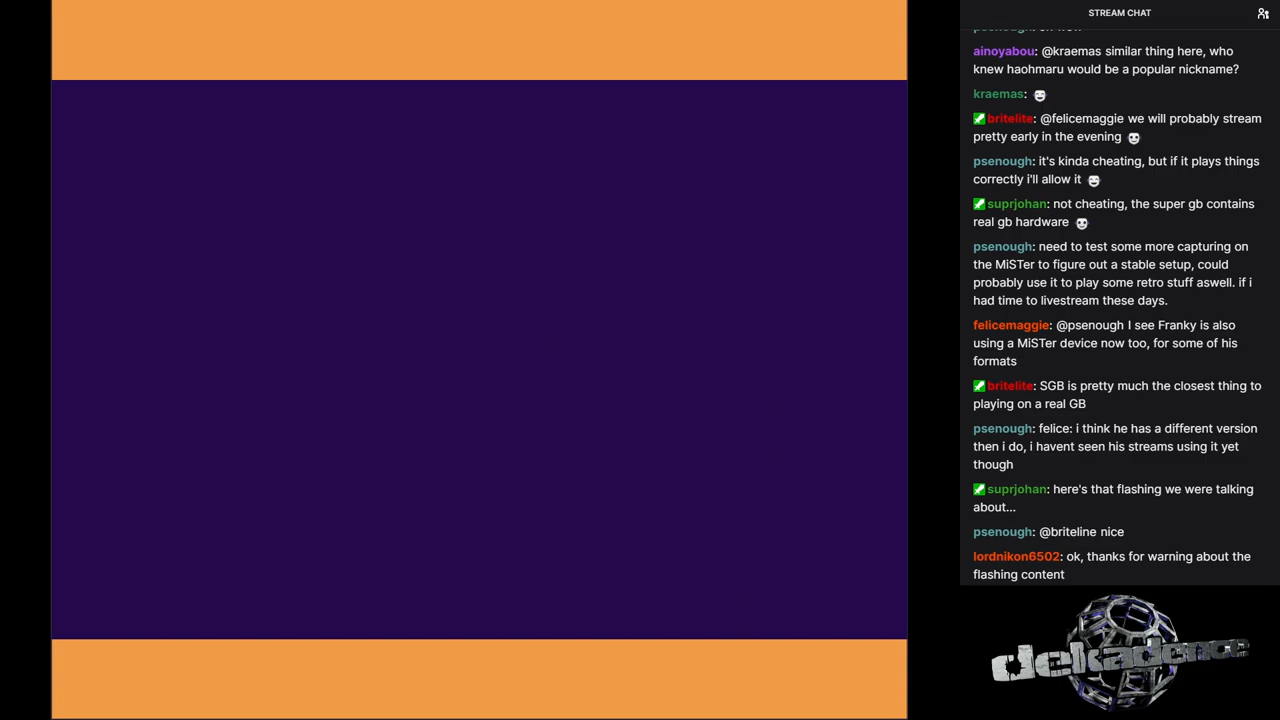 STREAM CHAT
ainoyabou: @kraemas similar thing here, who
knew haohmaru would be a popular nickname?
kraemas:
britelite: @felicemaggie we will probably stream
pretty early in the evening
psenough: it's kinda cheating, but if it plays things
correctly i'll allow it
suprjohan: not cheating, the super gb contains
real gb hardware
psenough: need to test some more capturing on
the MiSTer to figure out a stable setup, could
probably use it to play some retro stuff aswell. if i
had time to livestream these days.
felicemaggie: @psenough I see Franky is also
using a MiSTer device now too, for some of his
formats
britelite: SGB is pretty much the closest thing to
playing on a real GB
psenough: felice: i think he has a different version
then i do, i havent seen his streams using it yet
though
suprjohan: here's that flashing we were talking
about...
psenough: @briteline nice
lordnikon6502: ok, thanks for warning about the
flashing content
dekadence